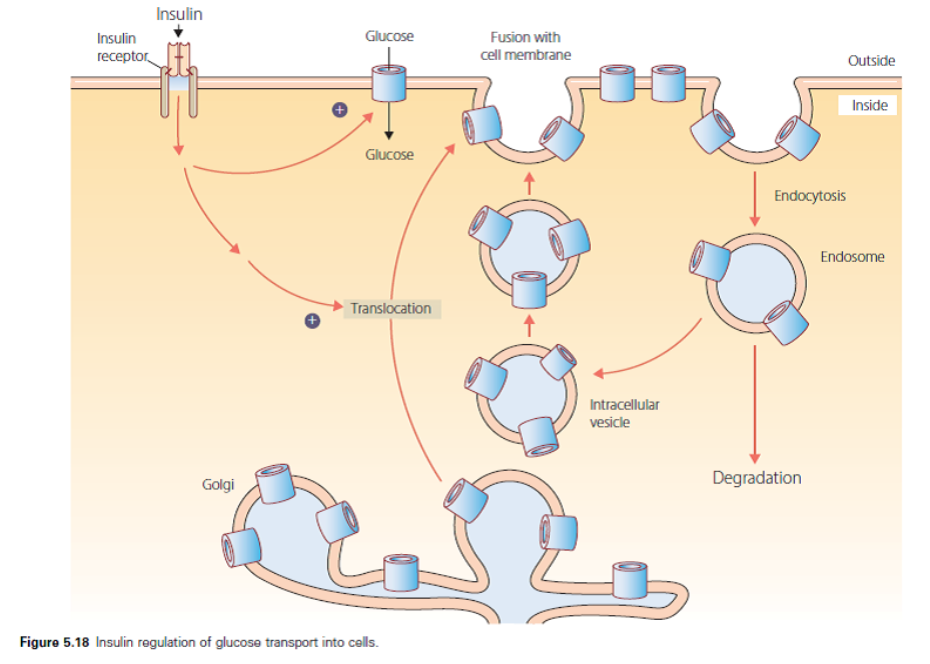 Insulin
Insulin
receptor
Glucose
Fusion with
cell membrane
Outside
Inside
+
Glucose
Endocytosis
Endosome
Translocation
+
Intracellular
vesicle
Golgi
Degradation
Figure 5.18 Insulin regulation of glucose transport into cells.